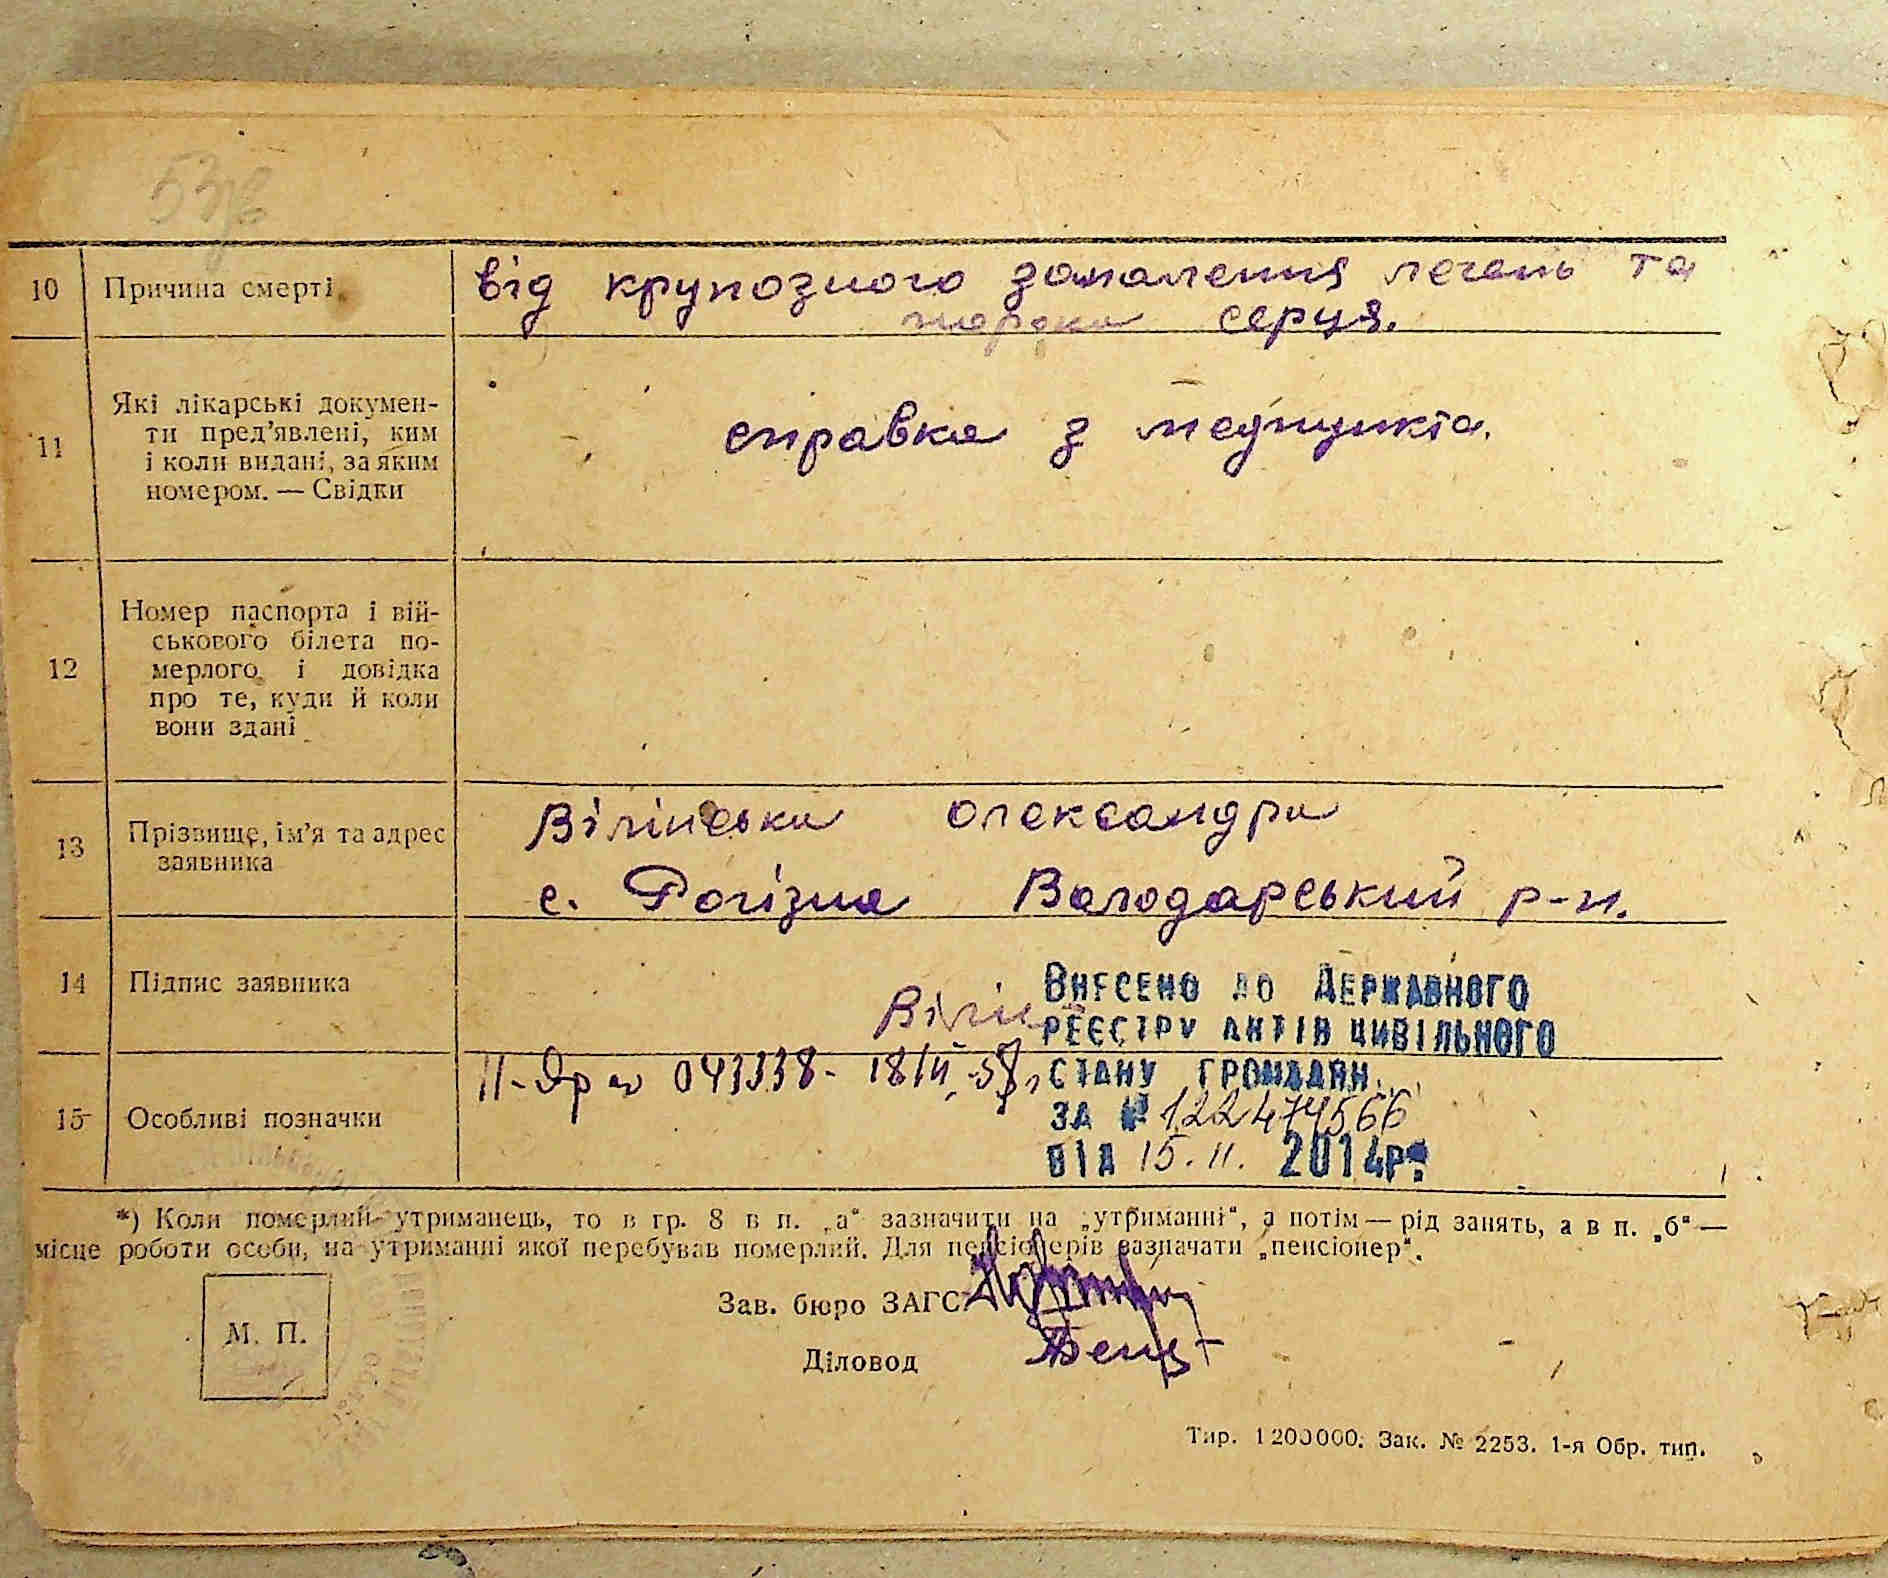 53
10 Причина смерті від крупозного запалення легень та
порока серця.
11 Які лікарські докумен-
ти пред'явлені, ким
і коли видані, за яким
номером. — Свідки
справка з медпункта.
12 Номер паспорта і вій-
ськового білета по-
мерлого і довідка
про те, куди й коли
вони здані
13 Прізвище, ім'я та адрес
заявника
Вілінська Олександра
с. Рогізна Володарський р-н.
14 Підпис заявника
Вілін
ВНЕСЕНО ДО ДЕРЖАВНОГО
РЕЄСТРУ АКТІВ ЦИВІЛЬНОГО
СТАНУ ГРОМАДЯН
ЗА № 122474566
ВІД 15.11. 2014р.
15 Особливі позначки
II-
*) Коли померлий утриманець, то в гр. 8 в п. „а“ зазначити на „утриманні“, а потім — рід занять, а в п. „б“ —
місце роботи особи, на утриманні якої перебував померлий. Для пенсіонерів зазначати „пенсіонер“.
М. П.
Зав. бюро ЗАГС
Діловод
Тир. 1200000. Зак. № 2253. 1-я Обр. тип.